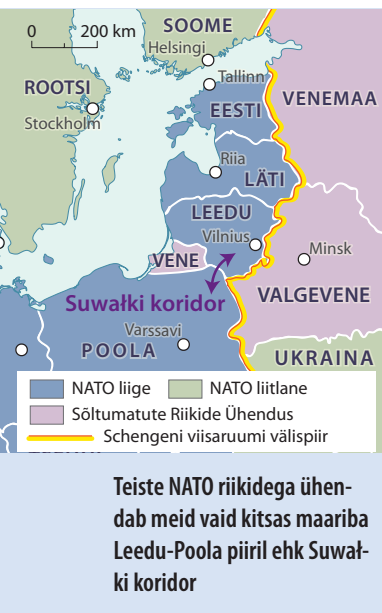 0 200 km
SOOME
Helsingi
Tallinn
ROOTSI
EESTI
VENEMAA
Stockholm
Riia
LÄTI
LEEDU
Vilnius
Minsk
VENE
Suwałki koridor
VALGEVENE
Varssavi
POOLA
UKRAINA
NATO liige NATO liitlane
Sõltumatute Riikide Ühendus
Schengeni viisaruumi välispiir
Teiste NATO riikidega ühen-
dab meid vaid kitsas maariba
Leedu-Poola piiril ehk Suwał-
ki koridor